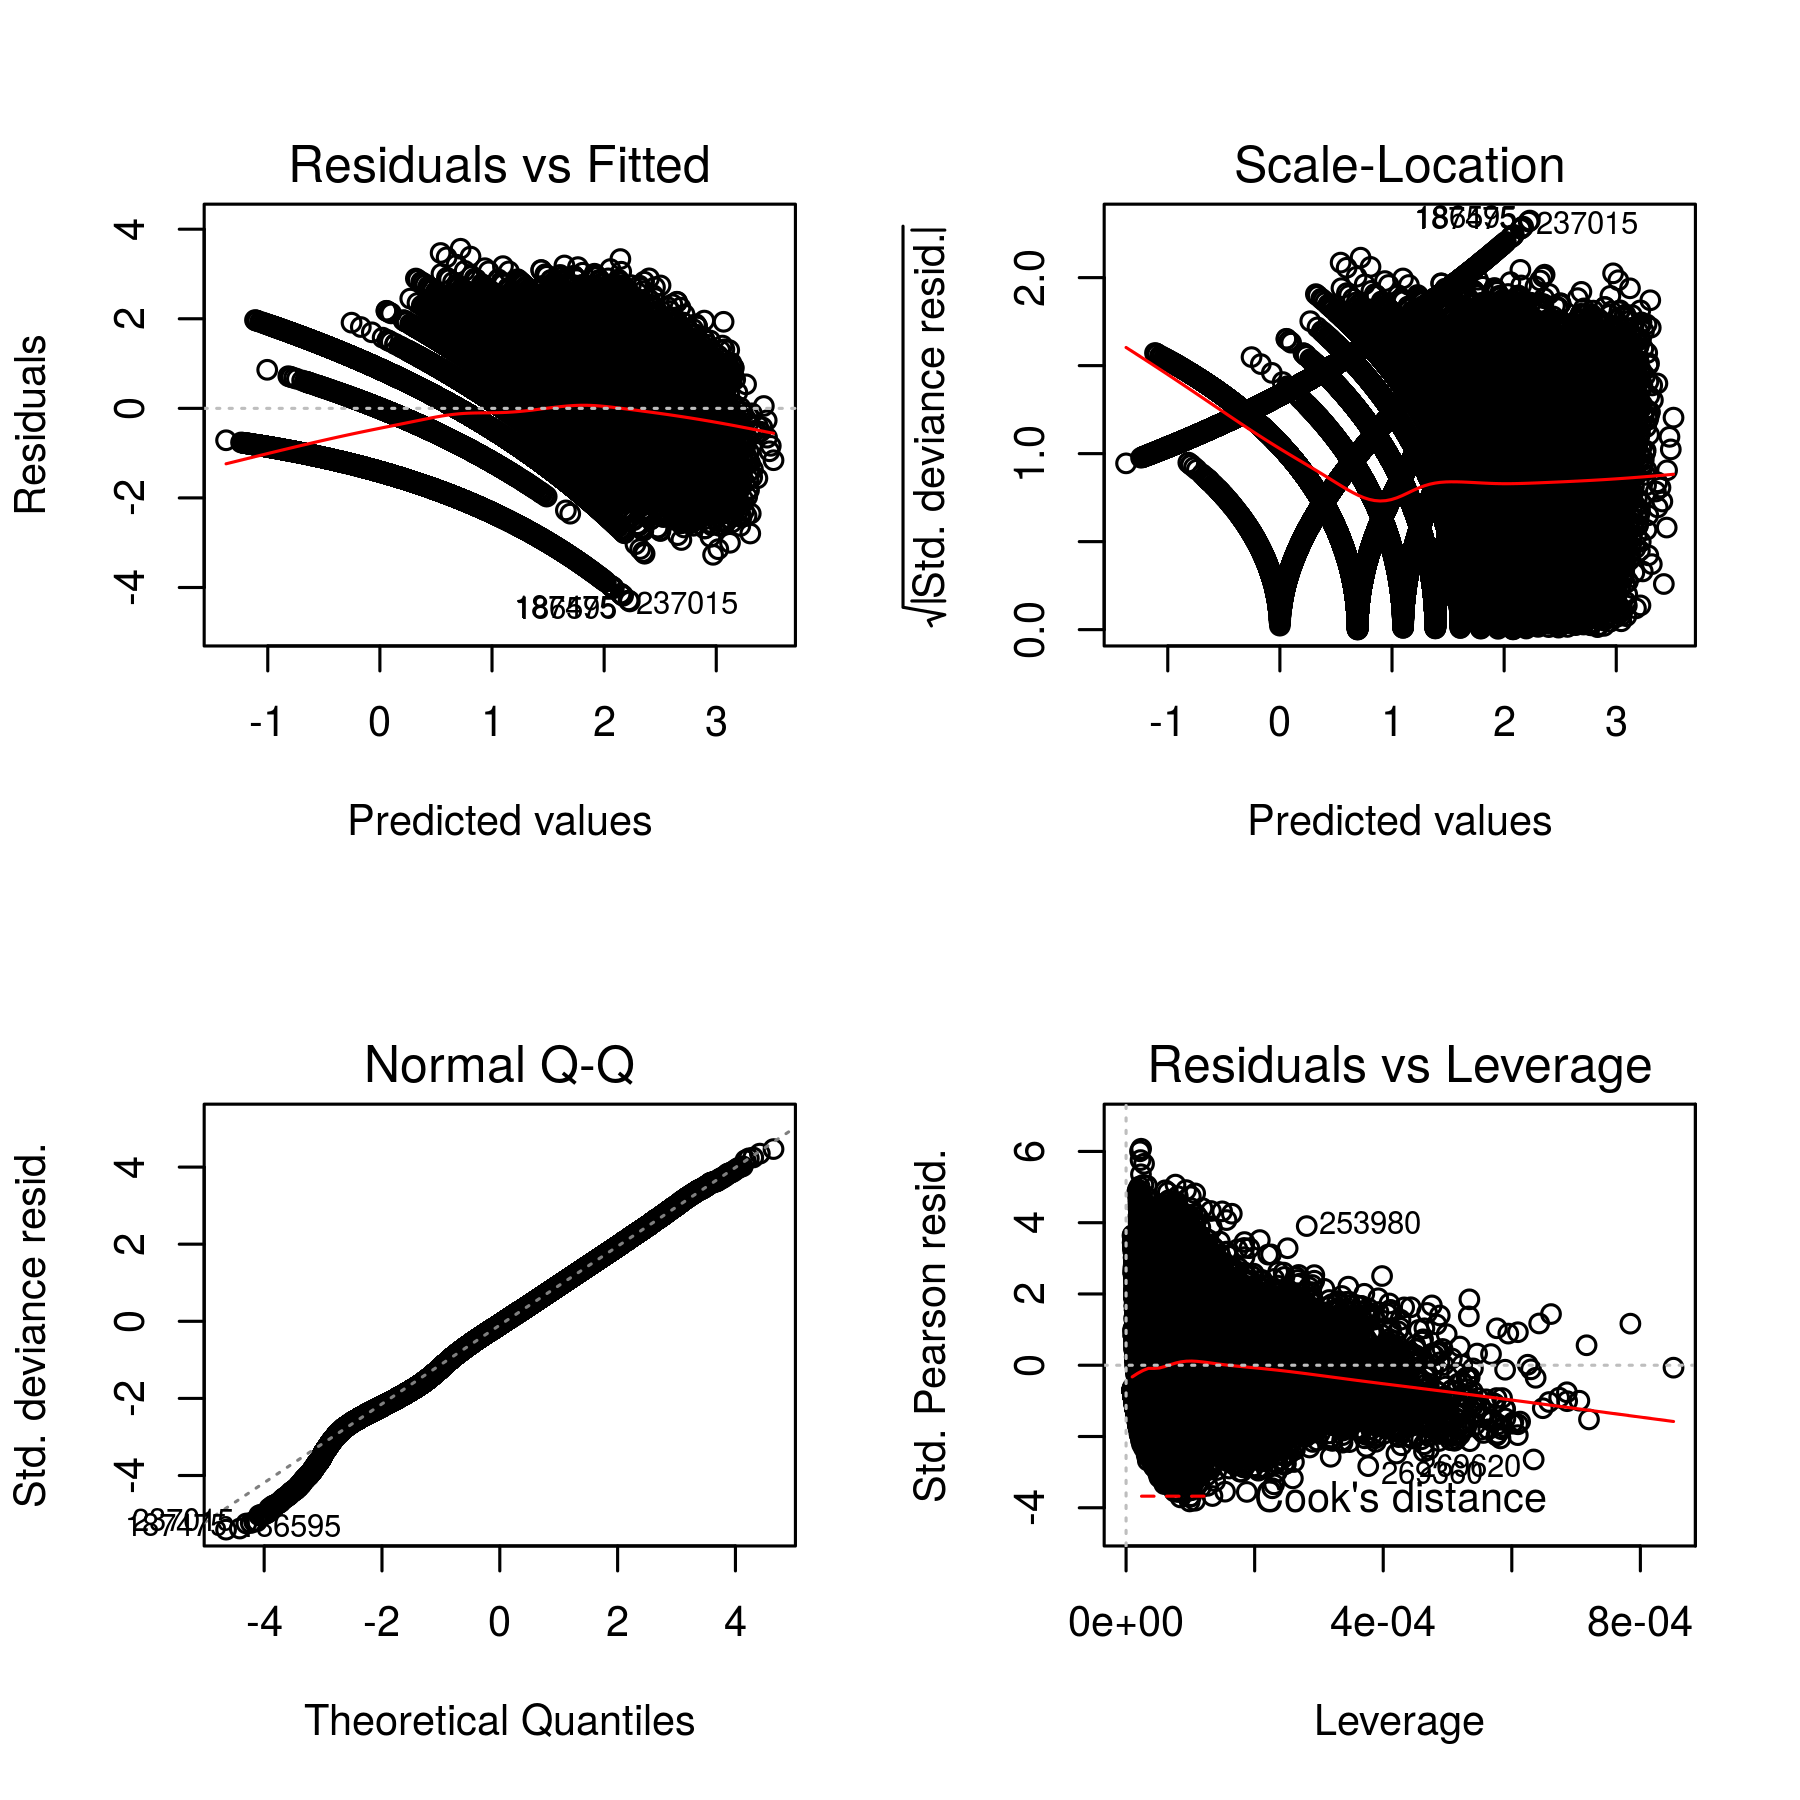 Residuals vs Fitted
Residuals
4
2
0
-2
-4
237015
-1 0 1 2 3
Predicted values
Scale-Location
√|Std. deviance resid.|
2.0
1.0
0.0
237015
-1 0 1 2 3
Predicted values
Normal Q-Q
Std. deviance resid.
4
2
0
-2
-4
-4 -2 0 2 4
Theoretical Quantiles
Residuals vs Leverage
Std. Pearson resid.
6
4
2
0
-4
253980
Cook's distance
0e+00 4e-04 8e-04
Leverage